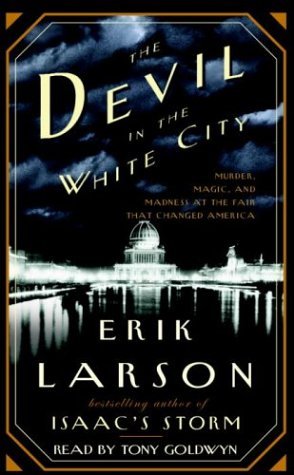 THE
DEVIL
IN THE
WHITE CITY
MURDER,
MAGIC, AND
MADNESS AT THE FAIR
THAT CHANGED AMERICA
ERIK
LARSON
bestselling author of
ISAAC'S STORM
READ BY TONY GOLDWYN